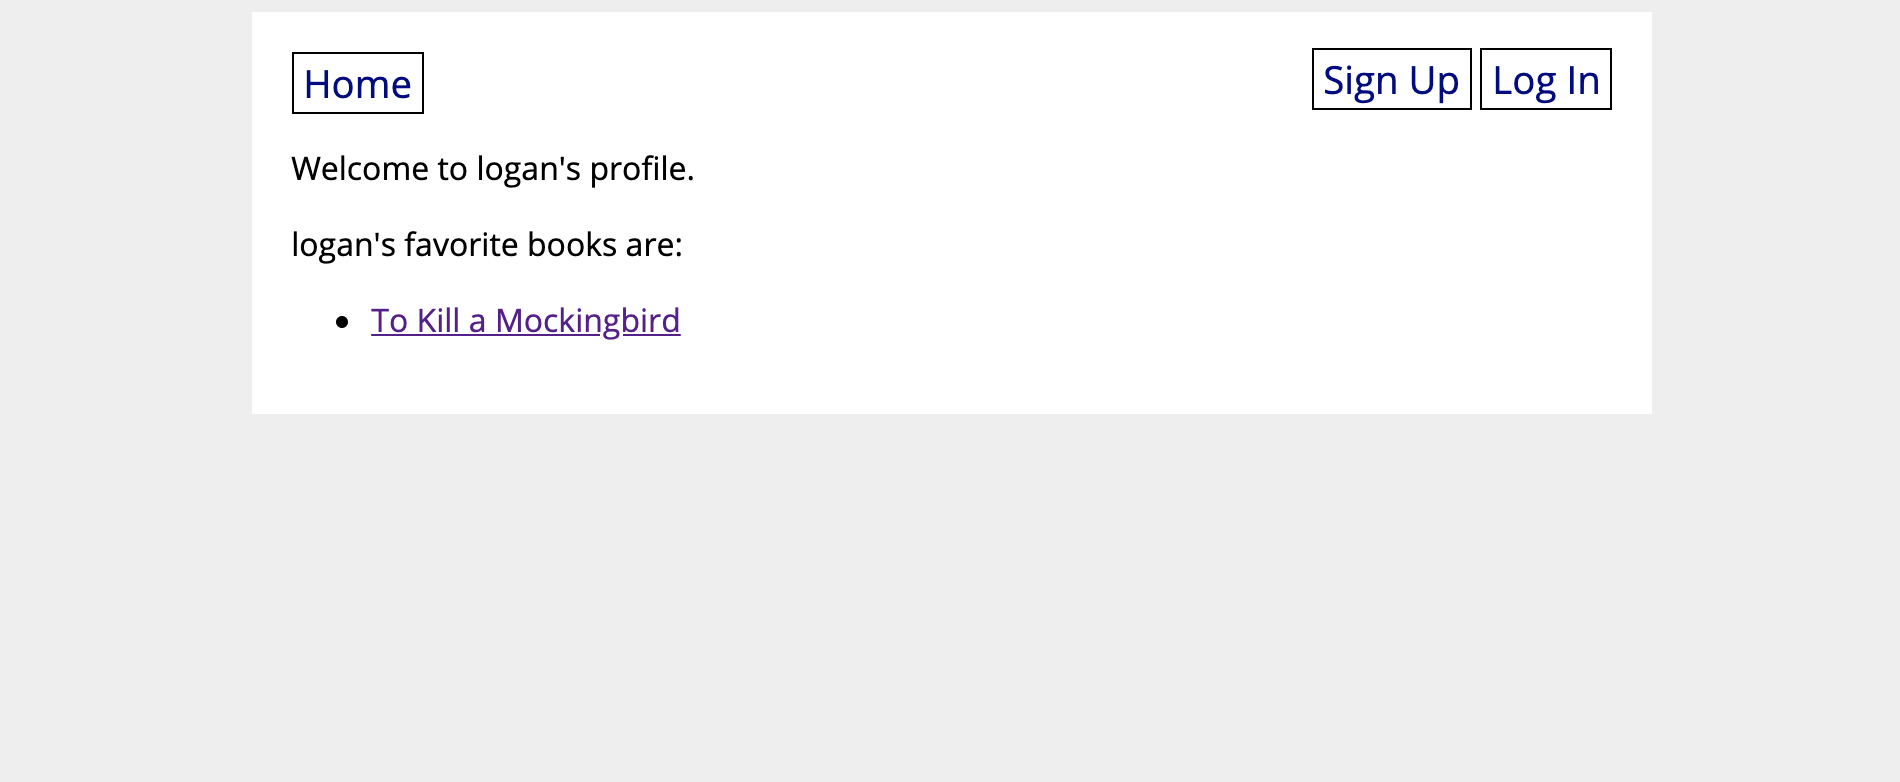 Home Sign Up Log In
Welcome to logan's profile.
logan's favorite books are:
To Kill a Mockingbird